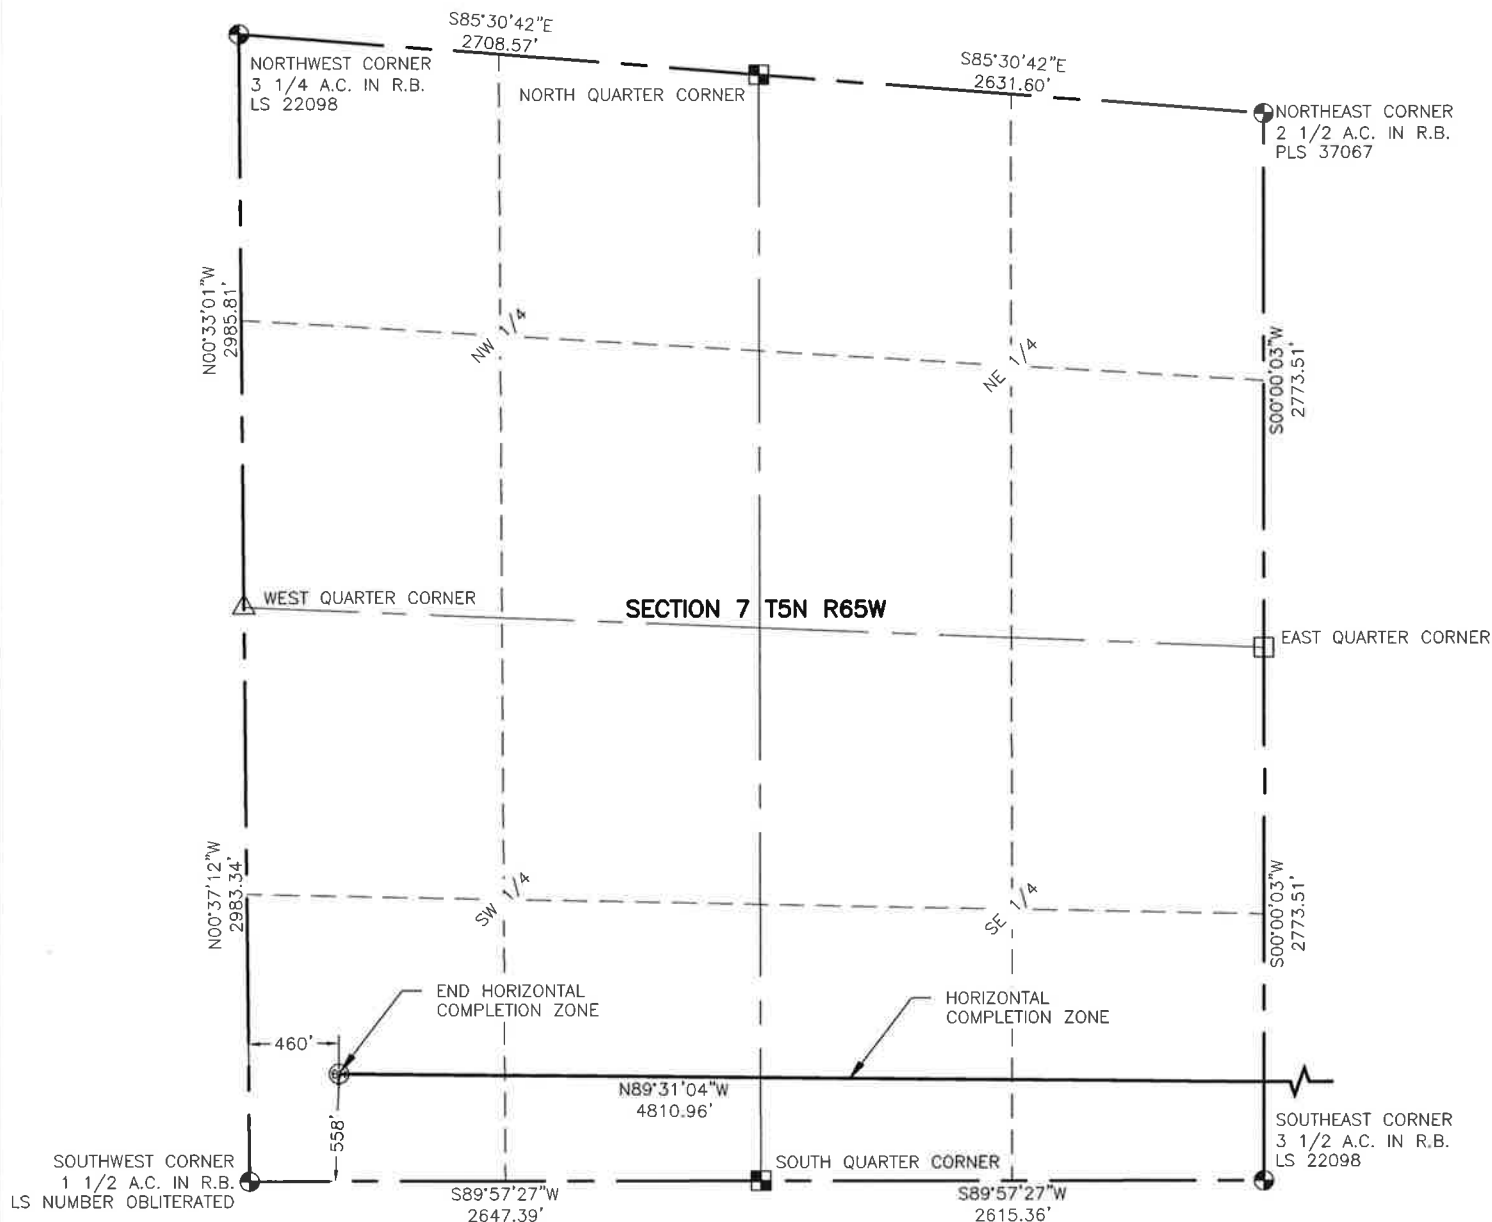 S85°30'42"E
2708.57'
NORTHWEST CORNER
3 1/4 A.C. IN R.B.
LS 22098
NORTH QUARTER CORNER
S85°30'42"E
2631.60'
NORTHEAST CORNER
2 1/2 A.C. IN R.B.
PLS 37067
N00°33'01"W
2985.81'
NW 1/4
NE 1/4
S00°00'03"W
2773.51'
WEST QUARTER CORNER
SECTION 7 T5N R65W
EAST QUARTER CORNER
N00°37'12"W
2983.34'
SW 1/4
SE 1/4
S00°00'03"W
2773.51'
END HORIZONTAL
COMPLETION ZONE
HORIZONTAL
COMPLETION ZONE
460'
N89°31'04"W
4810.96'
558'
SOUTHWEST CORNER
1 1/2 A.C. IN R.B.
LS NUMBER OBLITERATED
SOUTH QUARTER CORNER
SOUTHEAST CORNER
3 1/2 A.C. IN R.B.
LS 22098
S89°57'27"W
2647.39'
S89°57'27"W
2615.36'